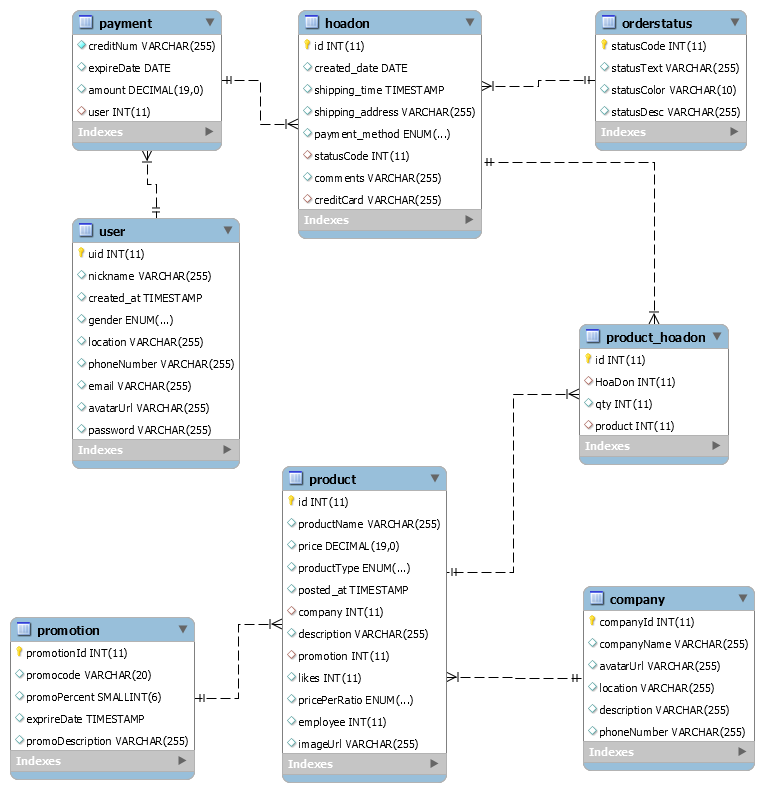 payment
creditNum VARCHAR(255)
expireDate DATE
amount DECIMAL(19,0)
user INT(11)
Indexes
hoadon
id INT(11)
created_date DATE
shipping_time TIMESTAMP
shipping_address VARCHAR(255)
payment_method ENUM(...)
statusCode INT(11)
comments VARCHAR(255)
creditCard VARCHAR(255)
Indexes
orderstatus
statusCode INT(11)
statusText VARCHAR(255)
statusColor VARCHAR(10)
statusDesc VARCHAR(255)
Indexes
user
uid INT(11)
nickname VARCHAR(255)
created_at TIMESTAMP
gender ENUM(...)
location VARCHAR(255)
phoneNumber VARCHAR(255)
email VARCHAR(255)
avatarUrl VARCHAR(255)
password VARCHAR(255)
Indexes
product_hoadon
id INT(11)
HoaDon INT(11)
qty INT(11)
product INT(11)
Indexes
product
id INT(11)
productName VARCHAR(255)
price DECIMAL(19,0)
productType ENUM(...)
posted_at TIMESTAMP
company INT(11)
description VARCHAR(255)
promotion INT(11)
likes INT(11)
pricePerRatio ENUM(...)
employee INT(11)
imageUrl VARCHAR(255)
Indexes
promotion
promotionId INT(11)
promocode VARCHAR(20)
promoPercent SMALLINT(6)
exprireDate TIMESTAMP
promoDescription VARCHAR(255)
Indexes
company
companyId INT(11)
companyName VARCHAR(255)
avatarUrl VARCHAR(255)
location VARCHAR(255)
description VARCHAR(255)
phoneNumber VARCHAR(255)
Indexes